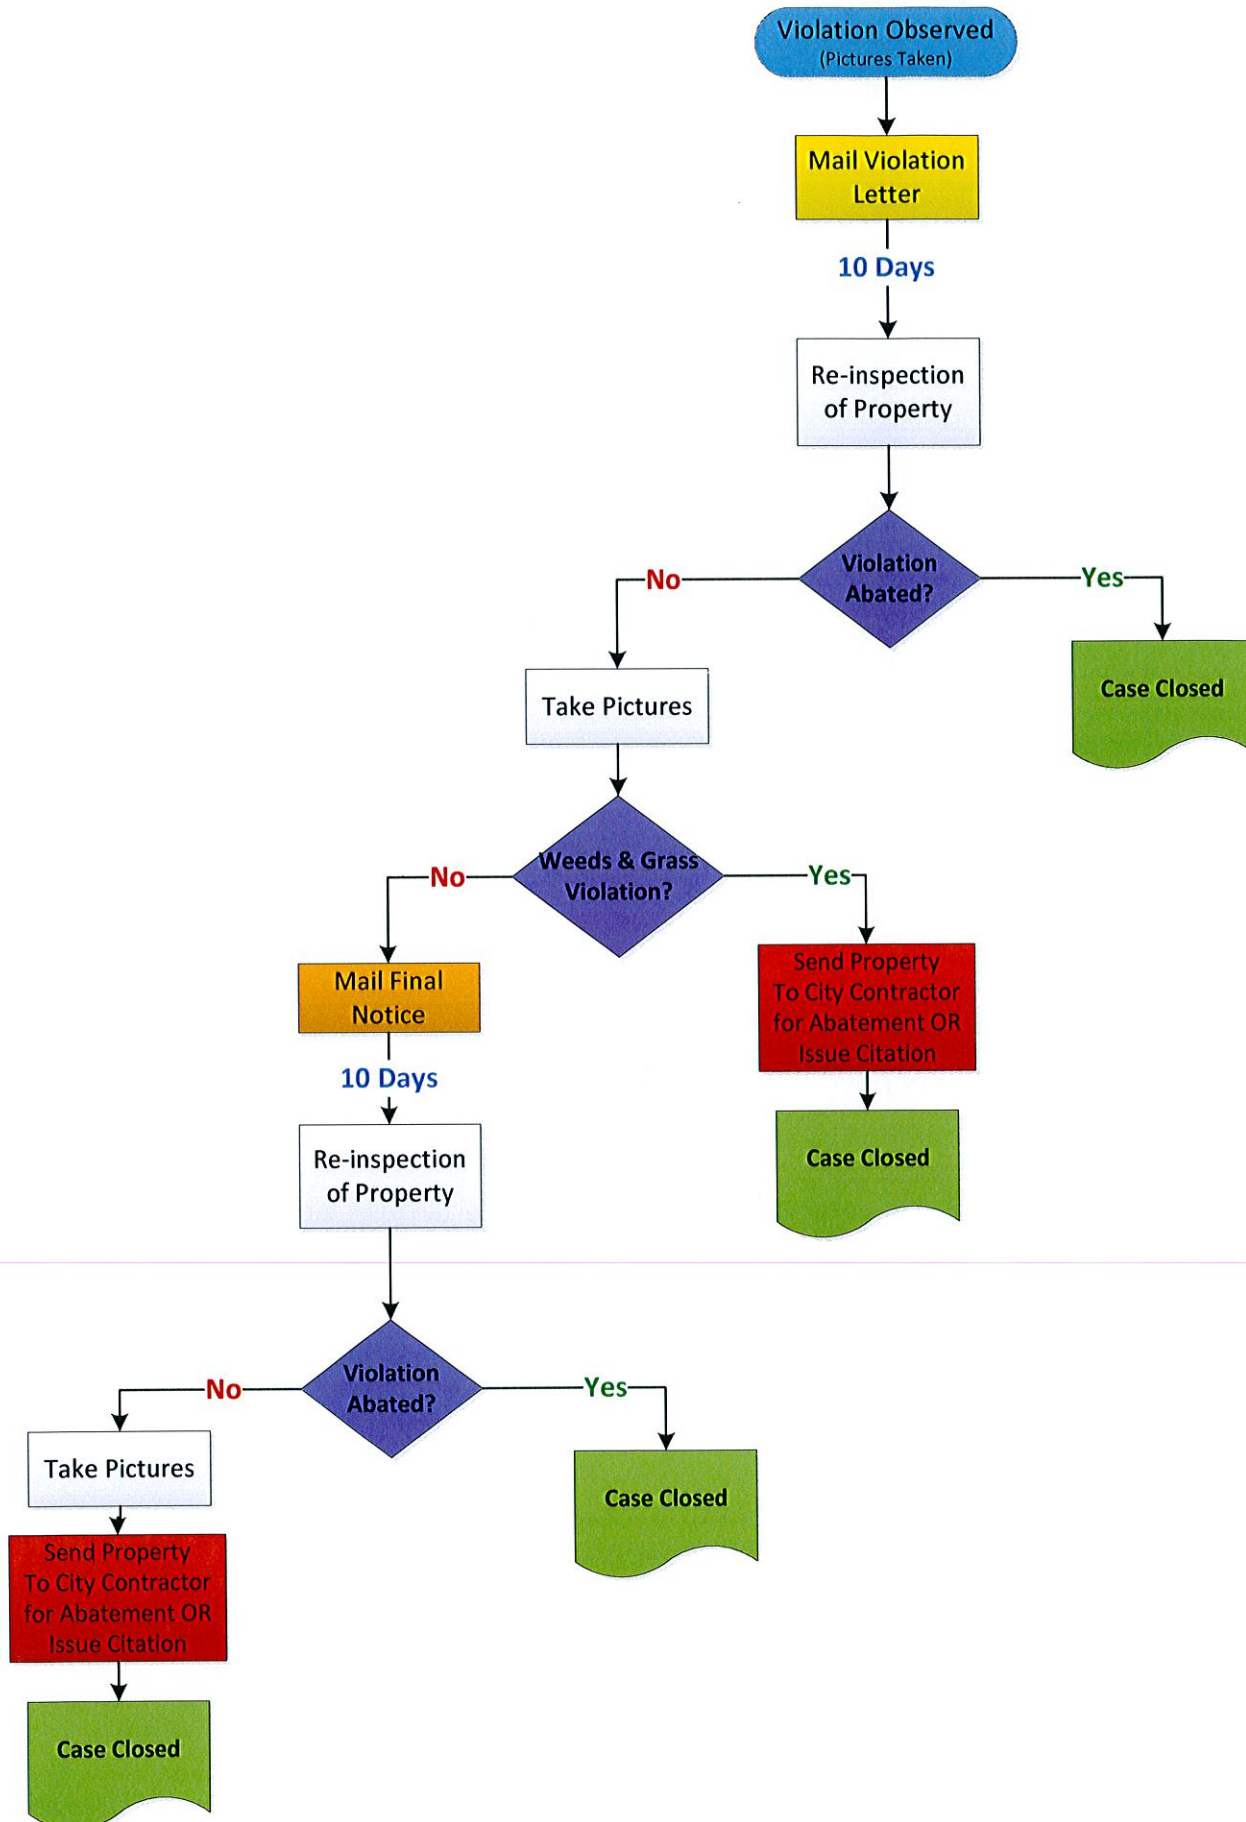 Violation Observed
(Pictures Taken)
Mail Violation
Letter
10 Days
Re-inspection
of Property
Violation
Abated?
No
Yes
Case Closed
Take Pictures
Weeds & Grass
Violation?
No
Yes
Mail Final
Notice
Send Property
To City Contractor
for Abatement OR
Issue Citation
10 Days
Case Closed
Re-inspection
of Property
Violation
Abated?
No
Yes
Take Pictures
Case Closed
Send Property
To City Contractor
for Abatement OR
Issue Citation
Case Closed